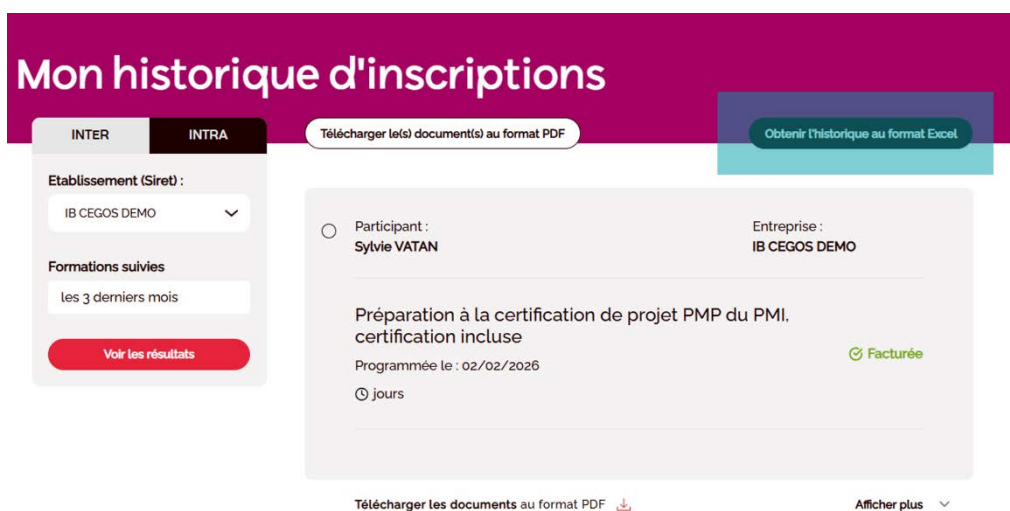 Mon historique d'inscriptions
INTER
INTRA
Télécharger le(s) document(s) au format PDF
Obtenir l'historique au format Excel
Etablissement (Siret) :
IB CEGOS DEMO
Formations suivies
les 3 derniers mois
Voir les résultats
Participant :
Sylvie VATAN
Entreprise :
IB CEGOS DEMO
Préparation à la certification de projet PMP du PMI,
certification incluse
Programmée le : 02/02/2026
jours
Facturée
Télécharger les documents au format PDF
Afficher plus